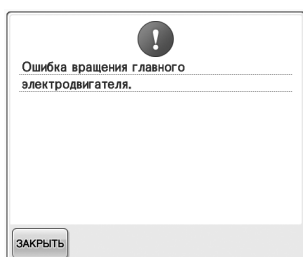 Ошибка вращения главного
электродвигателя.
ЗАКРЫТЬ